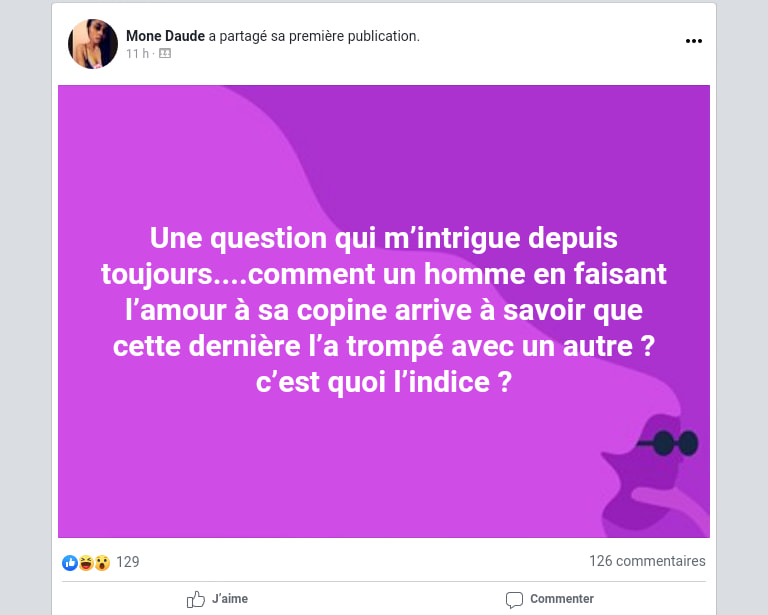 Mone Daude a partagé sa première publication.
11 h ·
Une question qui m’intrigue depuis
toujours....comment un homme en faisant
l’amour à sa copine arrive à savoir que
cette dernière l’a trompé avec un autre ?
c’est quoi l’indice ?
129
126 commentaires
J’aime
Commenter